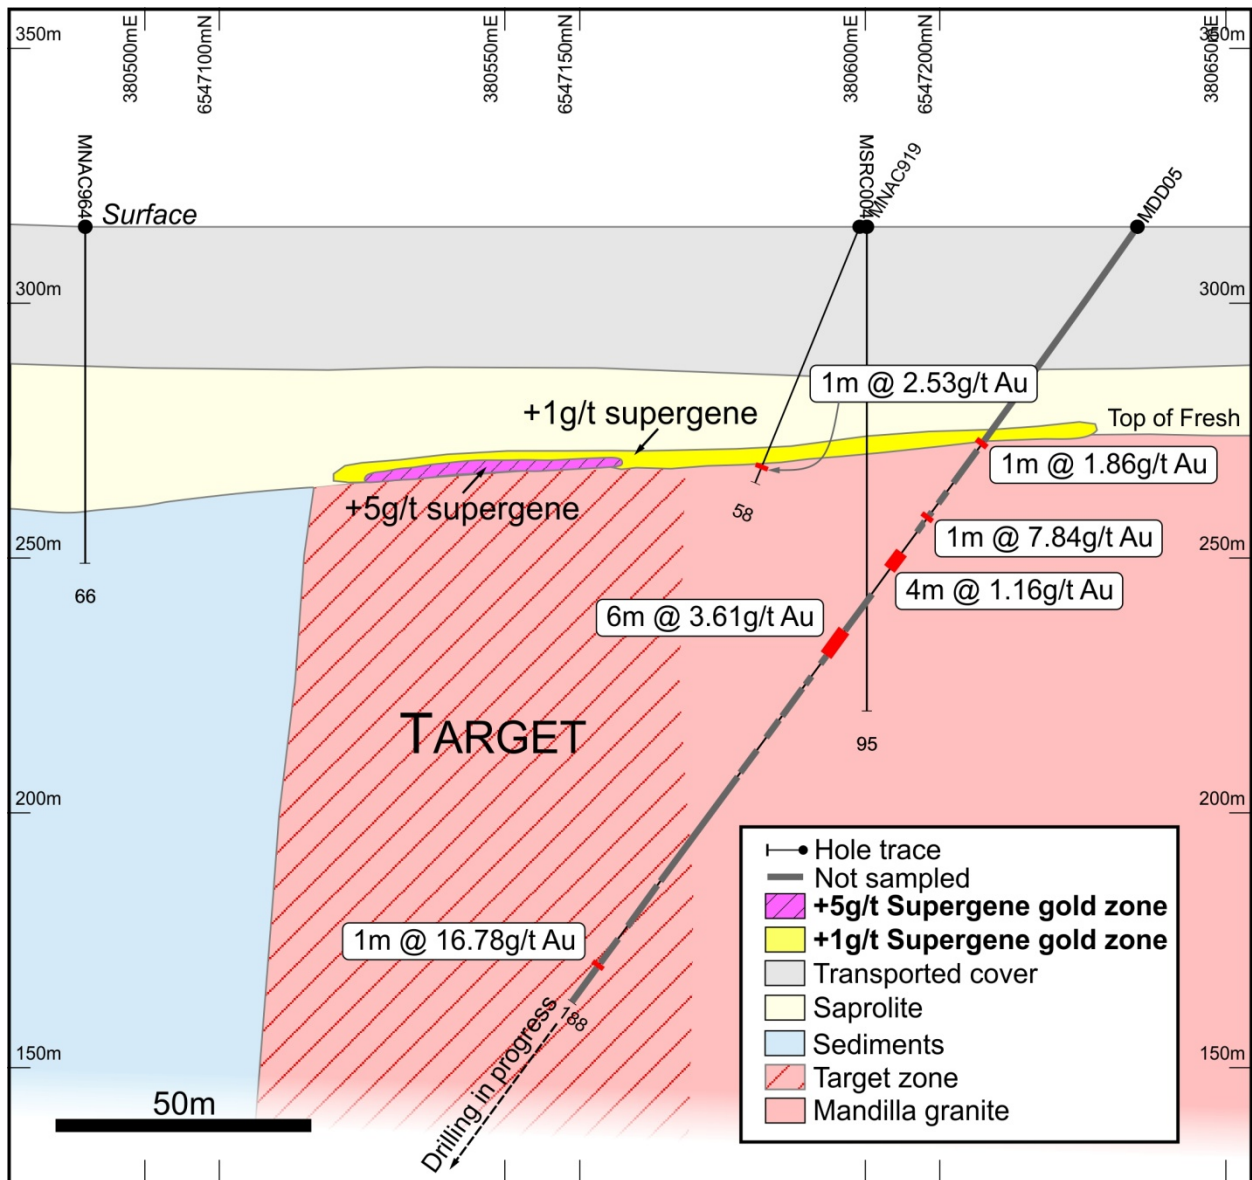 380500mE
6547100mN
380550mE
6547150mN
380600mE
6547200mN
380650mE
350m
350m
MNAC964
Surface
MSRC004
MNAC919
MDD05
300m
300m
1m @ 2.53g/t Au
+1g/t supergene
Top of Fresh
1m @ 1.86g/t Au
+5g/t supergene
58
1m @ 7.84g/t Au
250m
250m
66
4m @ 1.16g/t Au
6m @ 3.61g/t Au
TARGET
95
200m
200m
1m @ 16.78g/t Au
188
Drilling in progress
150m
150m
50m
Hole trace
Not sampled
+5g/t Supergene gold zone
+1g/t Supergene gold zone
Transported cover
Saprolite
Sediments
Target zone
Mandilla granite